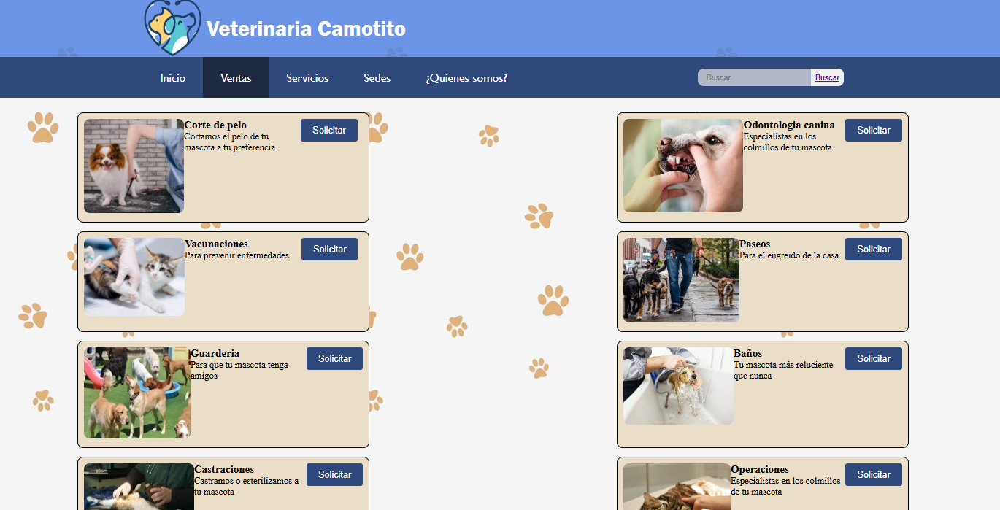 Veterinaria Camotito
Inicio
Ventas
Servicios
Sedes
¿Quienes somos?
Buscar
Buscar
Corte de pelo
Cortamos el pelo de tu
mascota a tu preferencia
Solicitar
Odontologia canina
Especialistas en los
colmillos de tu mascota
Solicitar
Vacunaciones
Para prevenir enfermedades
Solicitar
Paseos
Para el engreido de la casa
Solicitar
Guarderia
Para que tu mascota tenga
amigos
Solicitar
Baños
Tu mascota más reluciente
que nunca
Solicitar
Castraciones
Castramos o esterilizamos a
tu mascota
Solicitar
Operaciones
Especialistas en los colmillos
de tu mascota
Solicitar